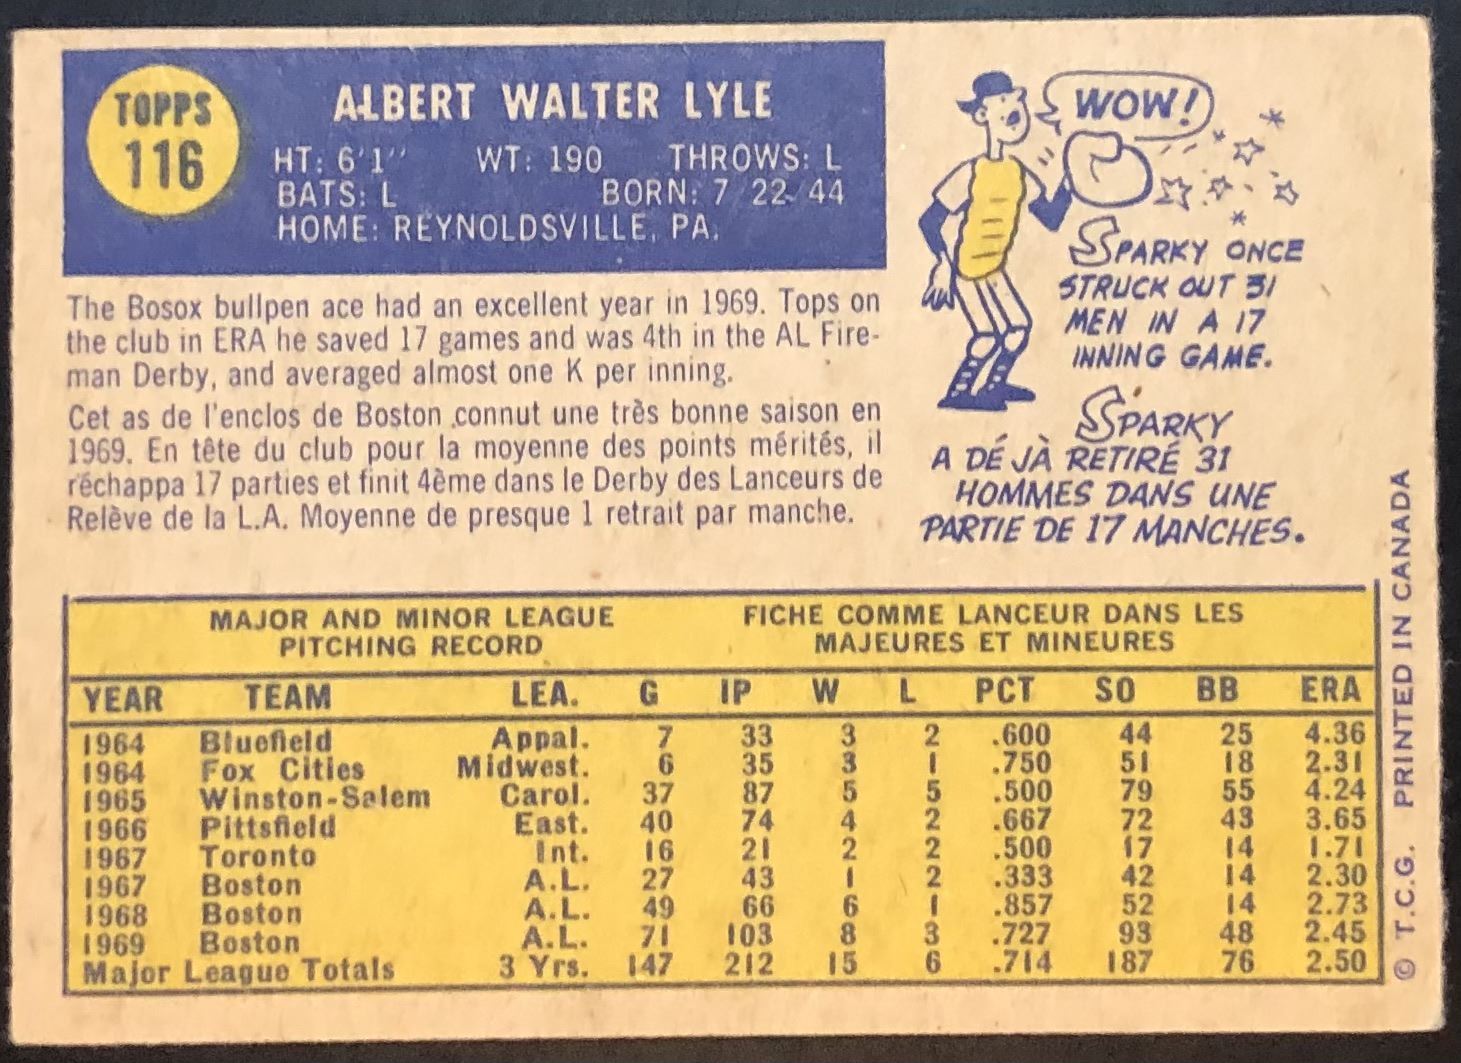 TOPPS
116
ALBERT WALTER LYLE
HT: 6'1" WT: 190 THROWS: L
BATS: L BORN: 7 22 44
HOME: REYNOLDSVILLE, PA.
The Bosox bullpen ace had an excellent year in 1969. Tops on
the club in ERA he saved 17 games and was 4th in the AL Fire-
man Derby, and averaged almost one K per inning.
Cet as de l'enclos de Boston connut une très bonne saison en
1969. En tête du club pour la moyenne des points mérités, il
réchappa 17 parties et finit 4ème dans le Derby des Lanceurs de
Relève de la L.A. Moyenne de presque 1 retrait par manche.
WOW!
SPARKY ONCE
STRUCK OUT 31
MEN IN A 17
INNING GAME.
SPARKY
A DÉJÀ RETIRÉ 31
HOMMES DANS UNE
PARTIE DE 17 MANCHES.
MAJOR AND MINOR LEAGUE
PITCHING RECORD
FICHE COMME LANCEUR DANS LES
MAJEURES ET MINEURES
YEAR TEAM LEA. G IP W L PCT SO BB ERA
1964 Bluefield Appal. 7 33 3 2 .600 44 25 4.36
1964 Fox Cities Midwest. 6 35 3 1 .750 51 18 2.31
1965 Winston-Salem Carol. 37 87 5 5 .500 79 55 4.24
1966 Pittsfield East. 40 74 4 2 .667 72 43 3.65
1967 Toronto Int. 16 21 2 2 .500 17 14 1.71
1967 Boston A.L. 27 43 1 2 .333 42 14 2.30
1968 Boston A.L. 49 66 6 1 .857 52 14 2.73
1969 Boston A.L. 71 103 8 3 .727 93 48 2.45
Major League Totals 3 Yrs. 147 212 15 6 .714 187 76 2.50
© T.C.G. PRINTED IN CANADA